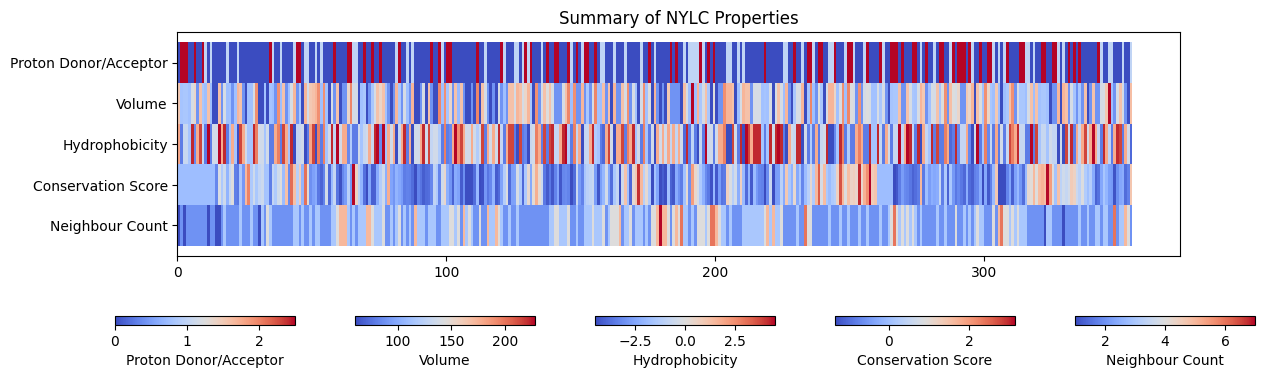 Summary of NYLC Properties
Proton Donor/Acceptor
Volume
Hydrophobicity
Conservation Score
Neighbour Count
0 100 200 300
0 1 2
Proton Donor/Acceptor
100 150 200
Volume
−2.5 0.0 2.5
Hydrophobicity
0 2
Conservation Score
2 4 6
Neighbour Count